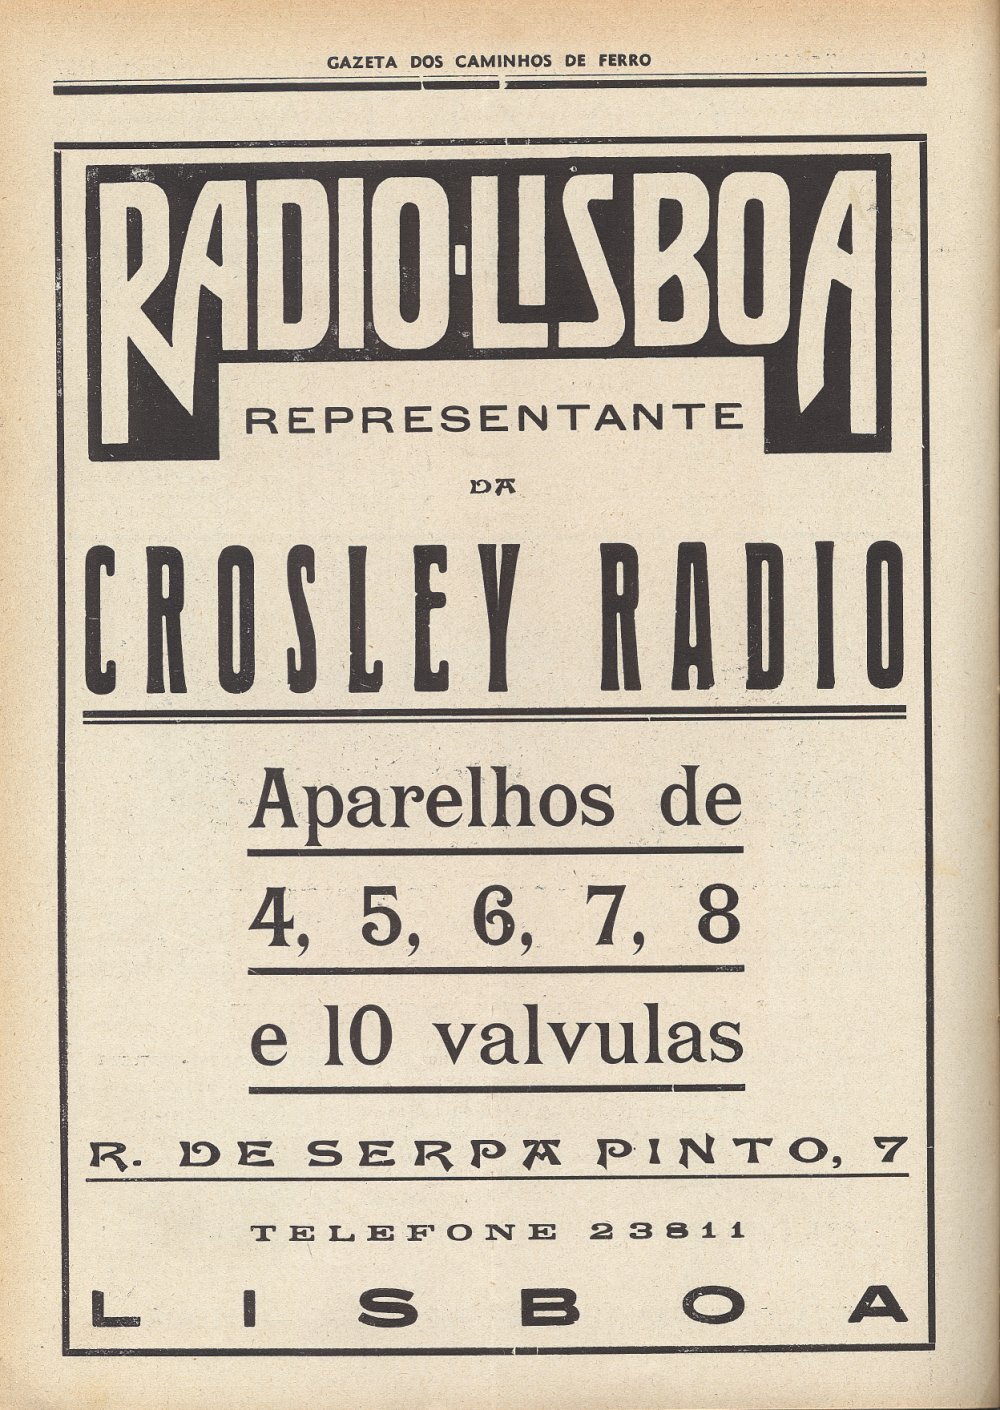 GAZETA DOS CAMINHOS DE FERRO
RADIO-LISBOA
REPRESENTANTE
DA
CROSLEY RADIO
Aparelhos de
4, 5, 6, 7, 8
e 10 valvulas
R. DE SERPA PINTO, 7
TELEFONE 23811
LISBOA